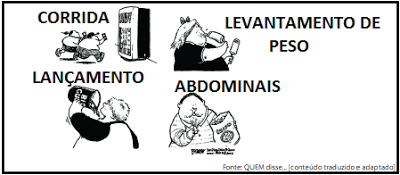 CORRIDA
LEVANTAMENTO DE
PESO
LANÇAMENTO
ABDOMINAIS
Fonte: QUEM disse... [conteúdo traduzido e adaptado]